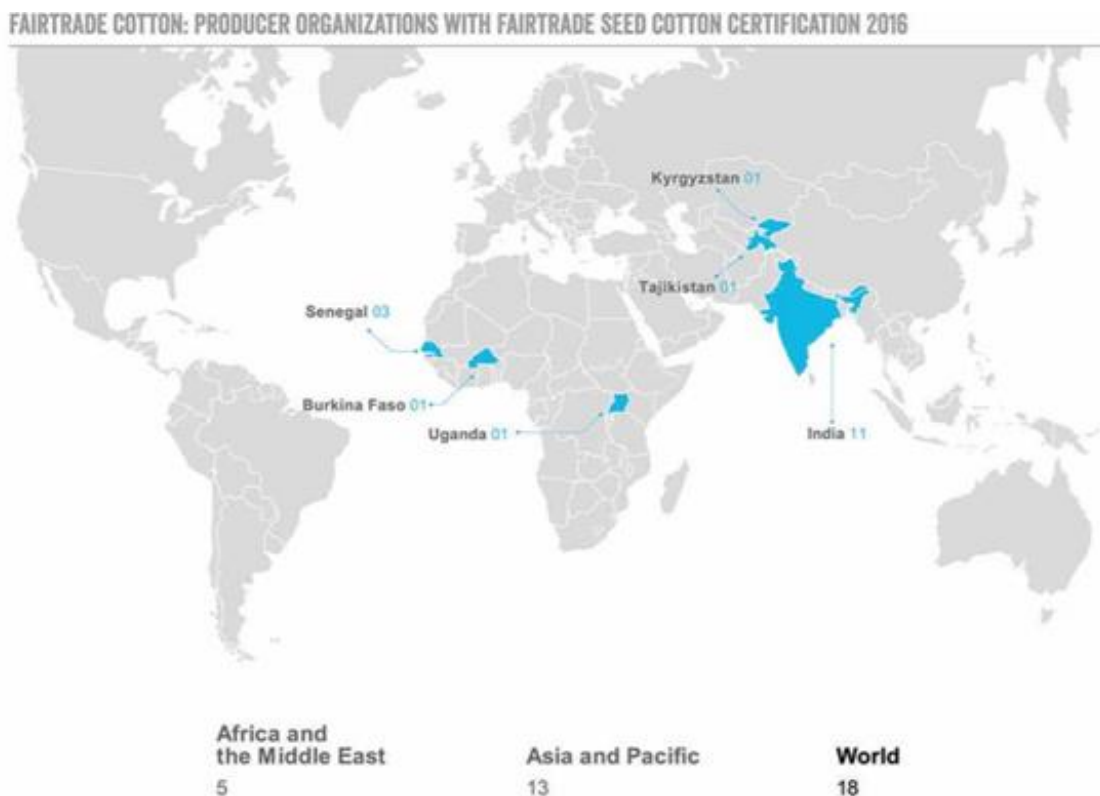 FAIRTRADE COTTON: PRODUCER ORGANIZATIONS WITH FAIRTRADE SEED COTTON CERTIFICATION 2016
Kyrgyzstan 01
Tajikistan 01
Senegal 03
Burkina Faso 01
Uganda 01
India 11
Africa and
the Middle East
5
Asia and Pacific
13
World
18